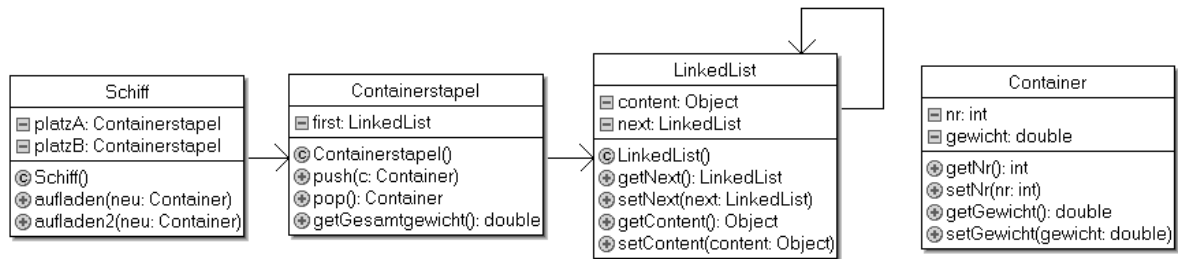 Schiff
platzA: Containerstapel
platzB: Containerstapel
Schiff()
aufladen(neu: Container)
aufladen2(neu: Container)
Containerstapel
first: LinkedList
Containerstapel()
push(c: Container)
pop(): Container
getGesamtgewicht(): double
LinkedList
content: Object
next: LinkedList
LinkedList()
getNext(): LinkedList
setNext(next: LinkedList)
getContent(): Object
setContent(content: Object)
Container
nr: int
gewicht: double
getNr(): int
setNr(nr: int)
getGewicht(): double
setGewicht(gewicht: double)